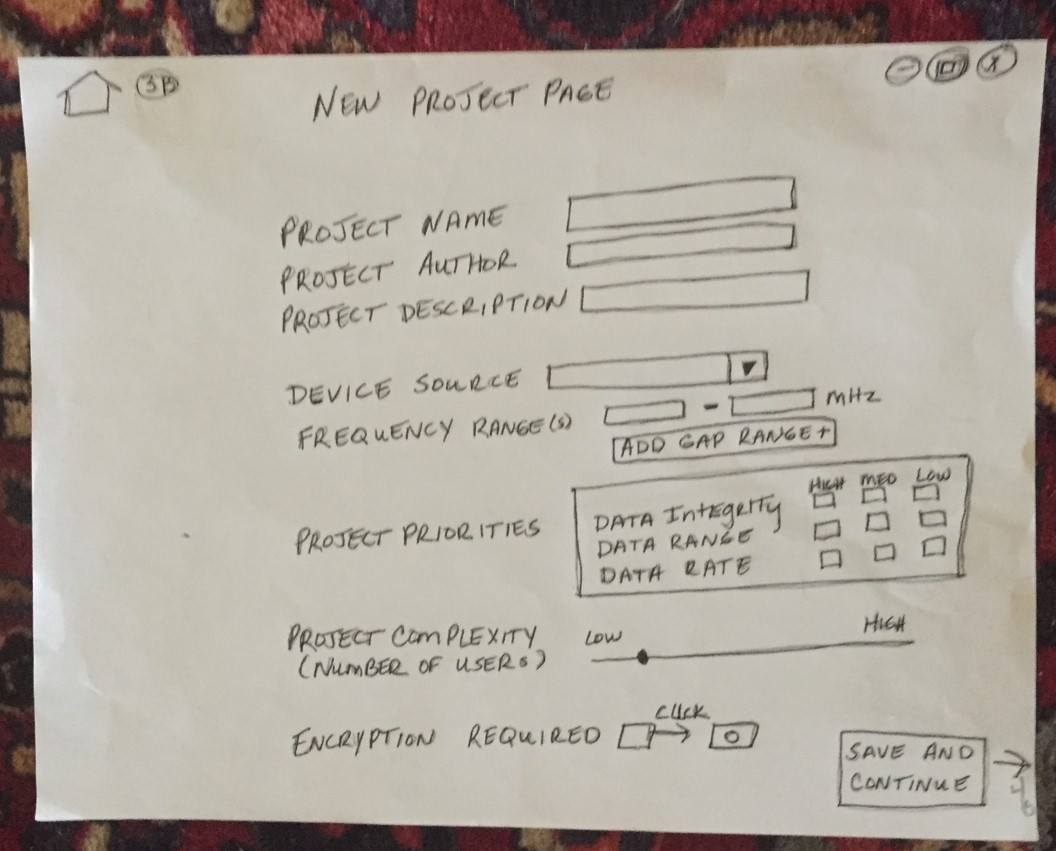 3B
NEW PROJECT PAGE
PROJECT NAME
PROJECT AUTHOR
PROJECT DESCRIPTION
DEVICE SOURCE
FREQUENCY RANGE(S) - MHz
ADD GAP RANGE +
HIGH MED LOW
PROJECT PRIORITIES
DATA IntEgRITy
DATA RANGE
DATA RATE
PROJECT COMPLEXITY
(NUMBER OF USERS)
LOW HIGH
CLICK
ENCRYPTION REQUIRED
SAVE AND
CONTINUE